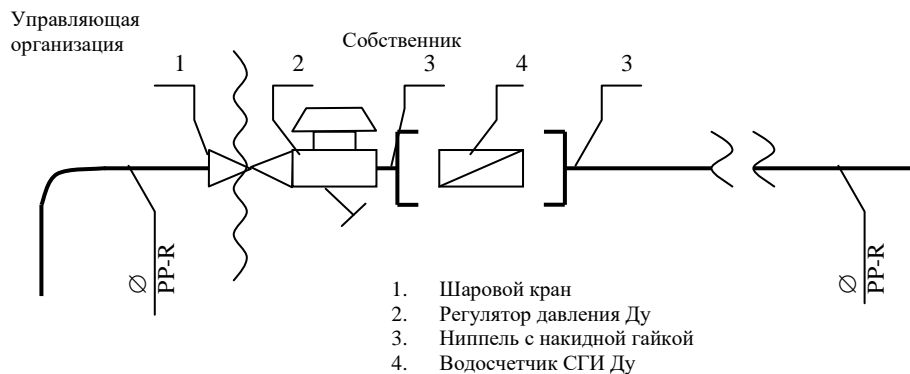 Управляющая
организация
Собственник
1
2
3
4
3
∅
PP-R
∅
PP-R
1. Шаровой кран
2. Регулятор давления Ду
3. Ниппель с накидной гайкой
4. Водосчетчик СГИ Ду